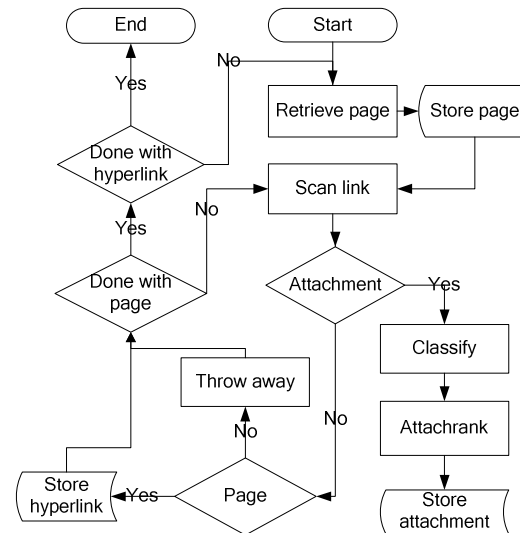 End
Start
No
Yes
Retrieve page
Store page
Done with
hyperlink
Scan link
No
Yes
Done with
page
Attachment
Yes
Classify
Throw away
No
Attachrank
No
Store
hyperlink
Yes
Page
Store
attachment